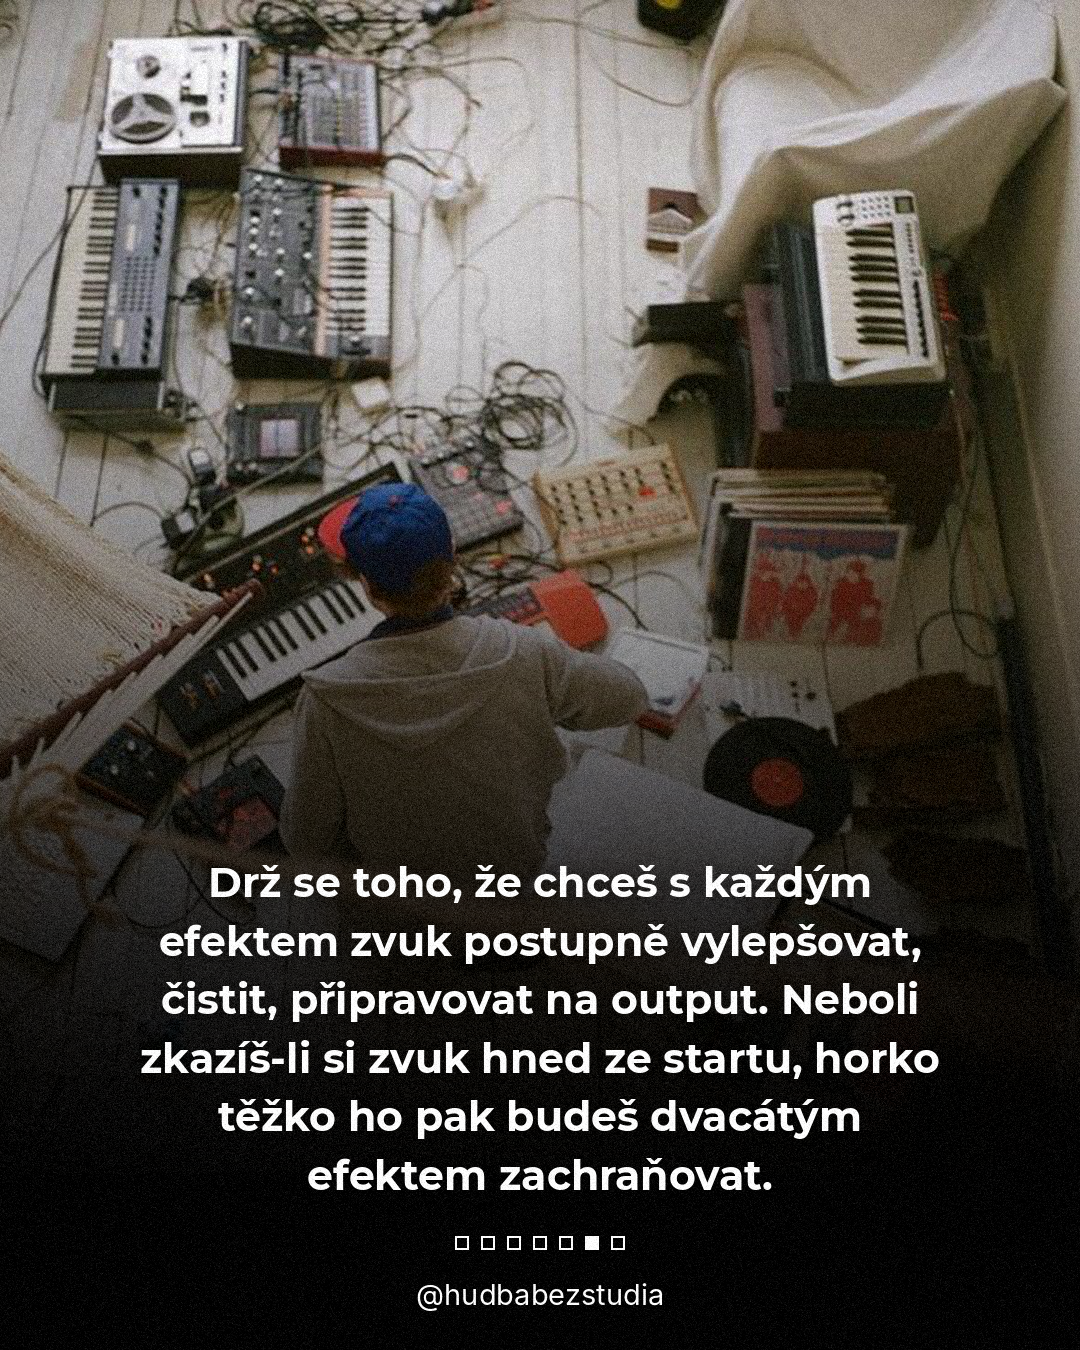 Drž se toho, že chceš s každým
efektem zvuk postupně vylepšovat,
čistit, připravovat na output. Neboli
zkazíš-li si zvuk hned ze startu, horko
těžko ho pak budeš dvacátým
efektem zachraňovat.
@hudbabezstudia